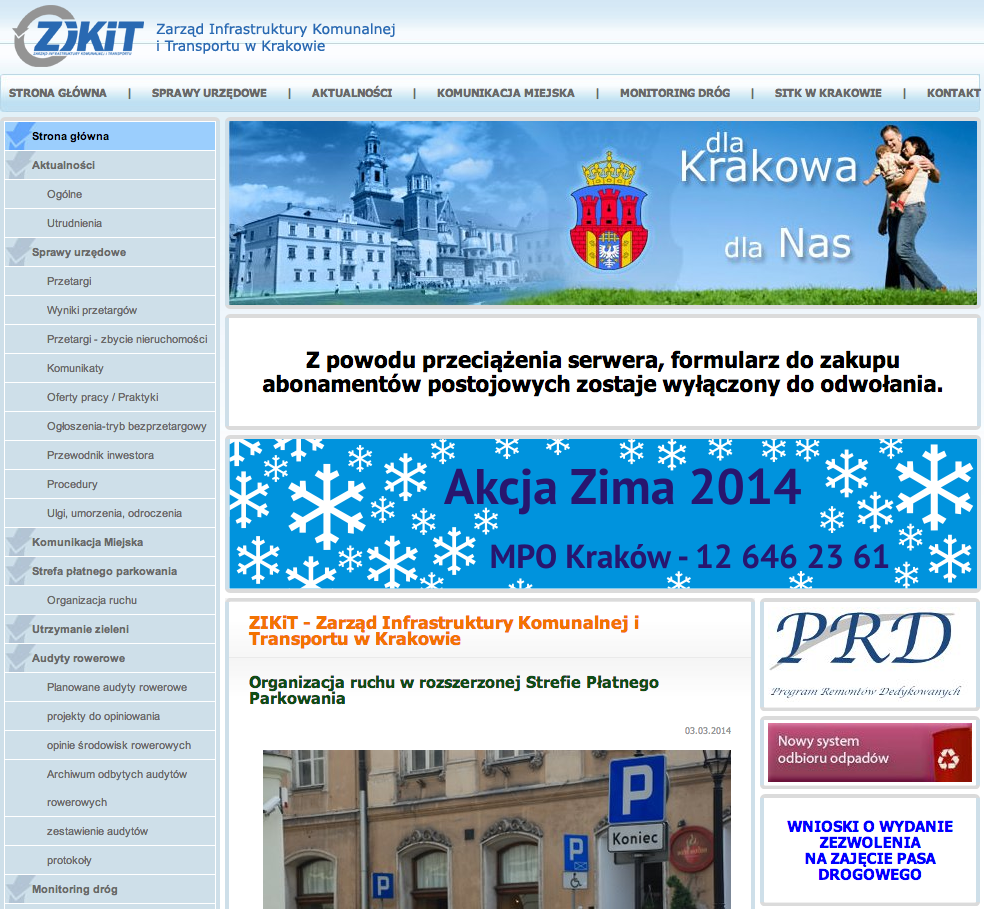 ZIKiT
ZARZĄD INFRASTRUKTURY KOMUNALNEJ I TRANSPORTU
Zarząd Infrastruktury Komunalnej
i Transportu w Krakowie
STRONA GŁÓWNA | SPRAWY URZĘDOWE | AKTUALNOŚCI | KOMUNIKACJA MIEJSKA | MONITORING DRÓG | SITK W KRAKOWIE | KONTAKT
Strona główna
Aktualności
Ogólne
Utrudnienia
Sprawy urzędowe
Przetargi
Wyniki przetargów
Przetargi - zbycie nieruchomości
Komunikaty
Oferty pracy / Praktyki
Ogłoszenia-tryb bezprzetargowy
Przewodnik inwestora
Procedury
Ulgi, umorzenia, odroczenia
Komunikacja Miejska
Strefa płatnego parkowania
Organizacja ruchu
Utrzymanie zieleni
Audyty rowerowe
Planowane audyty rowerowe
projekty do opiniowania
opinie środowisk rowerowych
Archiwum odbytych audytów
rowerowych
zestawienie audytów
protokoły
Monitoring dróg
dla
Krakowa
dla Nas
Z powodu przeciążenia serwera, formularz do zakupu
abonamentów postojowych zostaje wyłączony do odwołania.
Akcja Zima 2014
MPO Kraków - 12 646 23 61
ZIKiT - Zarząd Infrastruktury Komunalnej i
Transportu w Krakowie
Organizacja ruchu w rozszerzonej Strefie Płatnego
Parkowania
03.03.2014
P
Koniec
P
P
PRD
Program Remontów Dedykowanych
Nowy system
odbioru odpadów
WNIOSKI O WYDANIE
ZEZWOLENIA
NA ZAJĘCIE PASA
DROGOWEGO